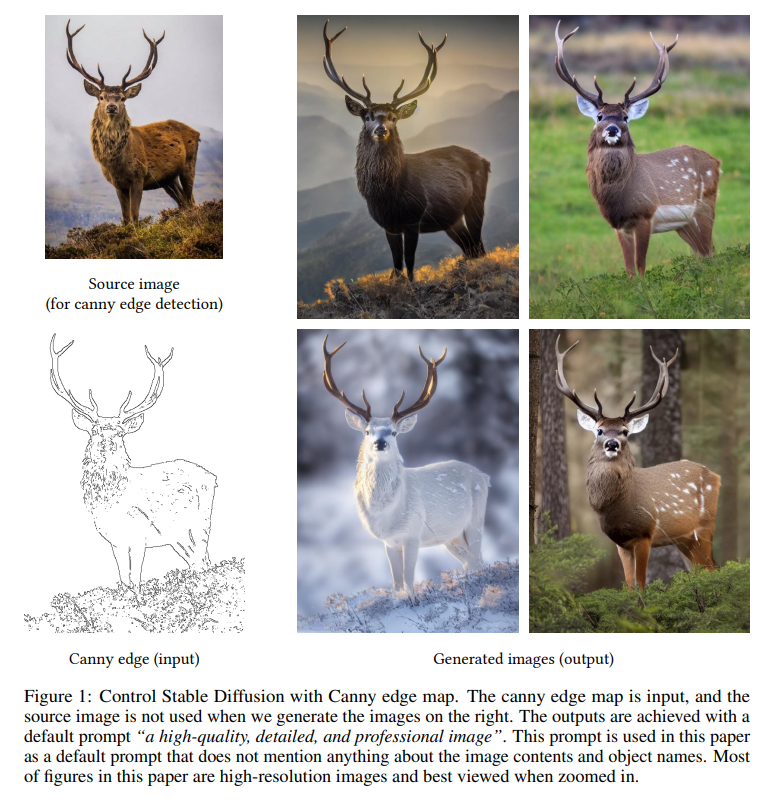 Source image
(for canny edge detection)
Canny edge (input)
Generated images (output)
Figure 1: Control Stable Diffusion with Canny edge map. The canny edge map is input, and the
source image is not used when we generate the images on the right. The outputs are achieved with a
default prompt “a high-quality, detailed, and professional image”. This prompt is used in this paper
as a default prompt that does not mention anything about the image contents and object names. Most
of figures in this paper are high-resolution images and best viewed when zoomed in.